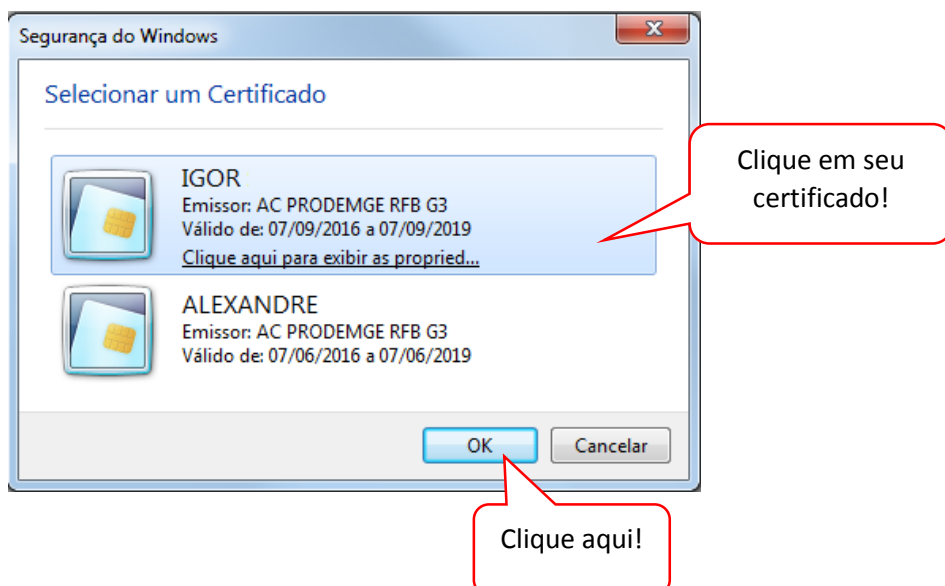 Segurança do Windows
Selecionar um Certificado
IGOR
Emissor: AC PRODEMGE RFB G3
Válido de: 07/09/2016 a 07/09/2019
Clique aqui para exibir as propried...
Clique em seu
certificado!
ALEXANDRE
Emissor: AC PRODEMGE RFB G3
Válido de: 07/06/2016 a 07/06/2019
OK
Cancelar
Clique aqui!